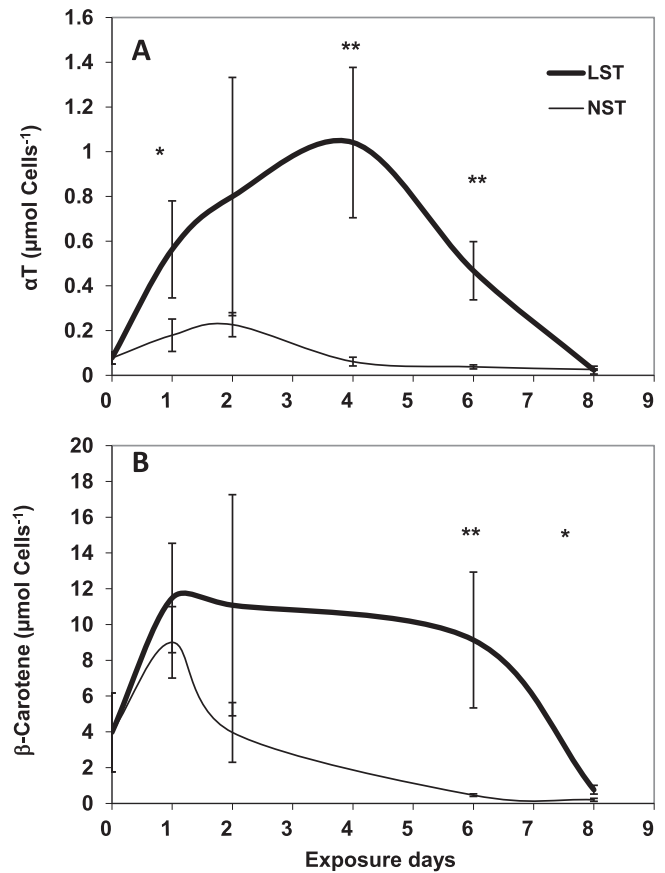 1.6
A
**
LST
1.4
1.2
NST
*
1
**
0.8
0.6
0.4
0.2
0
αT (µmol Cells-1)
0 1 2 3 4 5 6 7 8 9
20
B
18
16
** *
14
12
10
8
6
4
2
0
β-Carotene (µmol Cells-1)
0 1 2 3 4 5 6 7 8 9
Exposure days